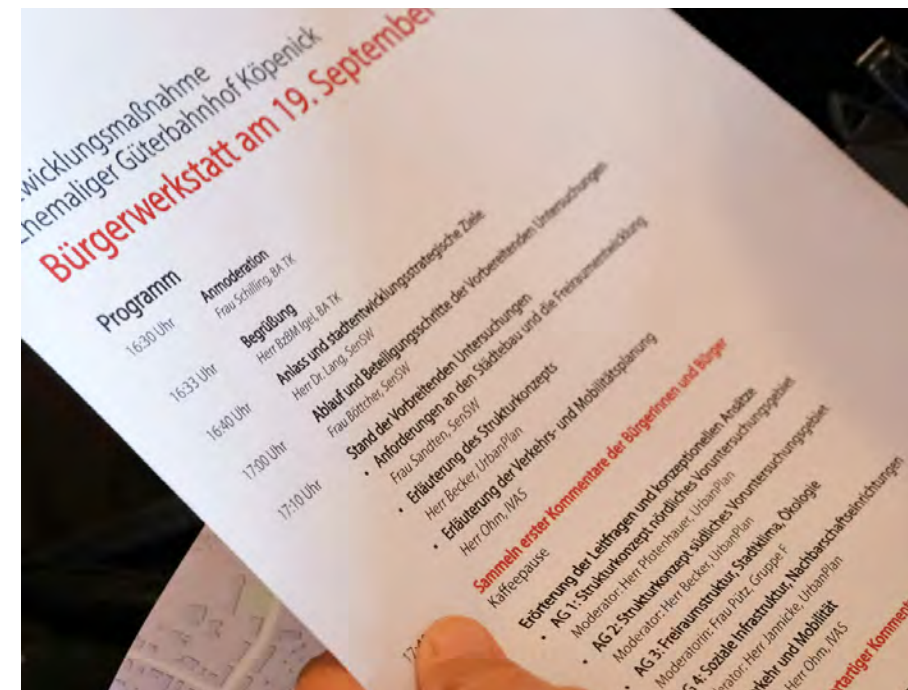 wicklungsmaßnahme
Ehemaliger Güterbahnhof Köpenick
Bürgerwerkstatt am 19. September
Programm
16:30 Uhr Anmoderation
Frau Schilling, BA TK
16:33 Uhr Begrüßung
Herr BzBM Igel, BA TK
16:40 Uhr Anlass und stadtentwicklungsstrategische Ziele
Herr Dr. Lang, SenSW
17:00 Uhr Ablauf und Beteiligungsschritte der Vorbereitenden Untersuchungen
Frau Böttcher, SenSW
17:10 Uhr Stand der Vorbreitenden Untersuchungen
• Anforderungen an den Städtebau und die Freiraumentwicklung
Frau Sandten, SenSW
• Erläuterung des Strukturkonzepts
Herr Becker, UrbanPlan
• Erläuterung der Verkehrs- und Mobilitätsplanung
Herr Ohm, IVAS
Sammeln erster Kommentare der Bürgerinnen und Bürger
Kaffeepause
Erörterung der Leitfragen und konzeptionellen Ansätze
• AG 1: Strukturkonzept nördliches Voruntersuchungsgebiet
Moderator: Herr Pfotenhauer, UrbanPlan
• AG 2: Strukturkonzept südliches Voruntersuchungsgebiet
Moderator: Herr Becker, UrbanPlan
• AG 3: Freiraumstruktur, Stadtklima, Ökologie
Moderatorin: Frau Pütz, Gruppe F
G 4: Soziale Infrastruktur, Nachbarschaftseinrichtungen
rator: Herr Jannicke, UrbanPlan
kehr und Mobilität
Herr Ohm, IVAS
rtartiger Komment